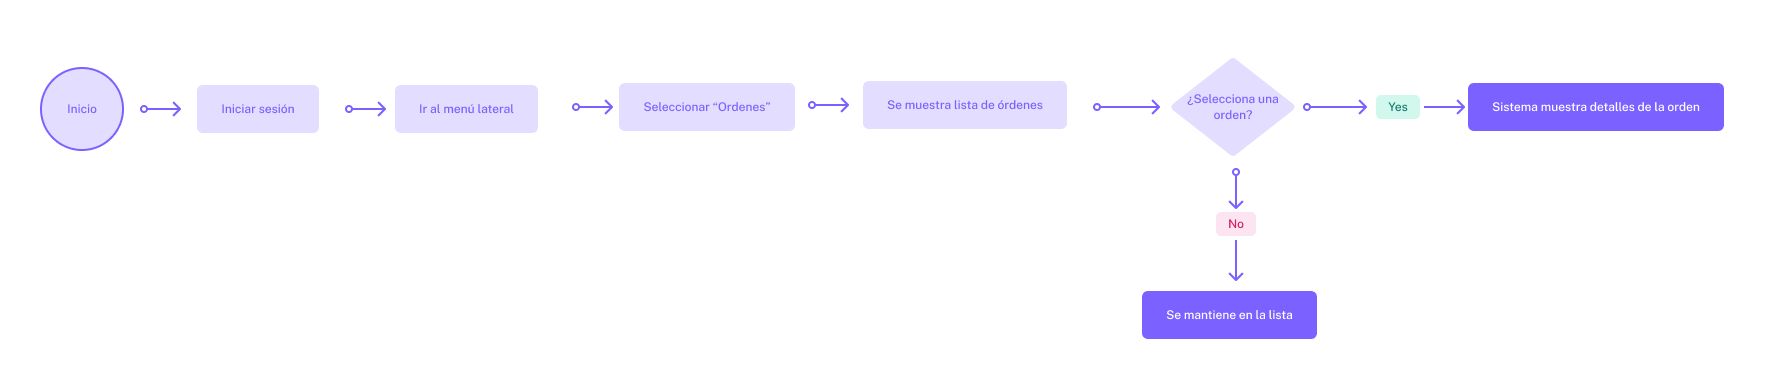 Inicio
Iniciar sesión
Ir al menú lateral
Seleccionar “Ordenes”
Se muestra lista de órdenes
¿Selecciona una
orden?
Yes
Sistema muestra detalles de la orden
No
Se mantiene en la lista